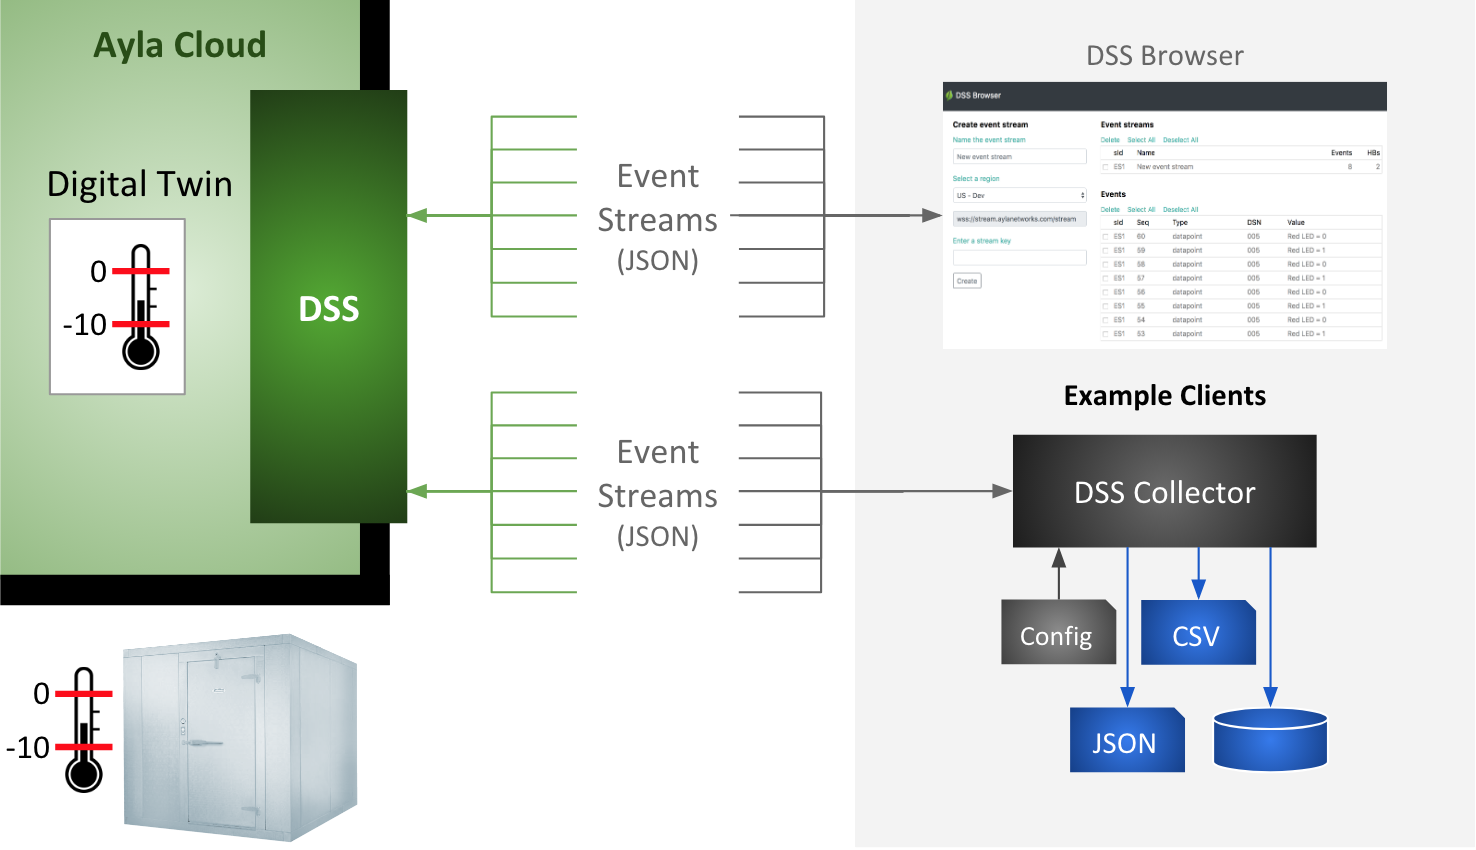 Ayla Cloud
Digital Twin
0
-10
DSS
0
-10
Event
Streams
(JSON)
Event
Streams
(JSON)
DSS Browser
DSS Browser
Create event stream
Name the event stream
New event stream
Select a region
US - Dev
wss://stream.aylanetworks.com/stream
Enter a stream key
Create
Event streams
Delete Select All Deselect All
sId Name Events HBs
ES1 New event stream 8 2
Events
Delete Select All Deselect All
sId Seq Type DSN Value
ES1 60 datapoint 005 Red LED = 0
ES1 59 datapoint 005 Red LED = 1
ES1 58 datapoint 005 Red LED = 0
ES1 57 datapoint 005 Red LED = 1
ES1 56 datapoint 005 Red LED = 0
ES1 55 datapoint 005 Red LED = 1
ES1 54 datapoint 005 Red LED = 0
ES1 53 datapoint 005 Red LED = 1
Example Clients
DSS Collector
Config
CSV
JSON